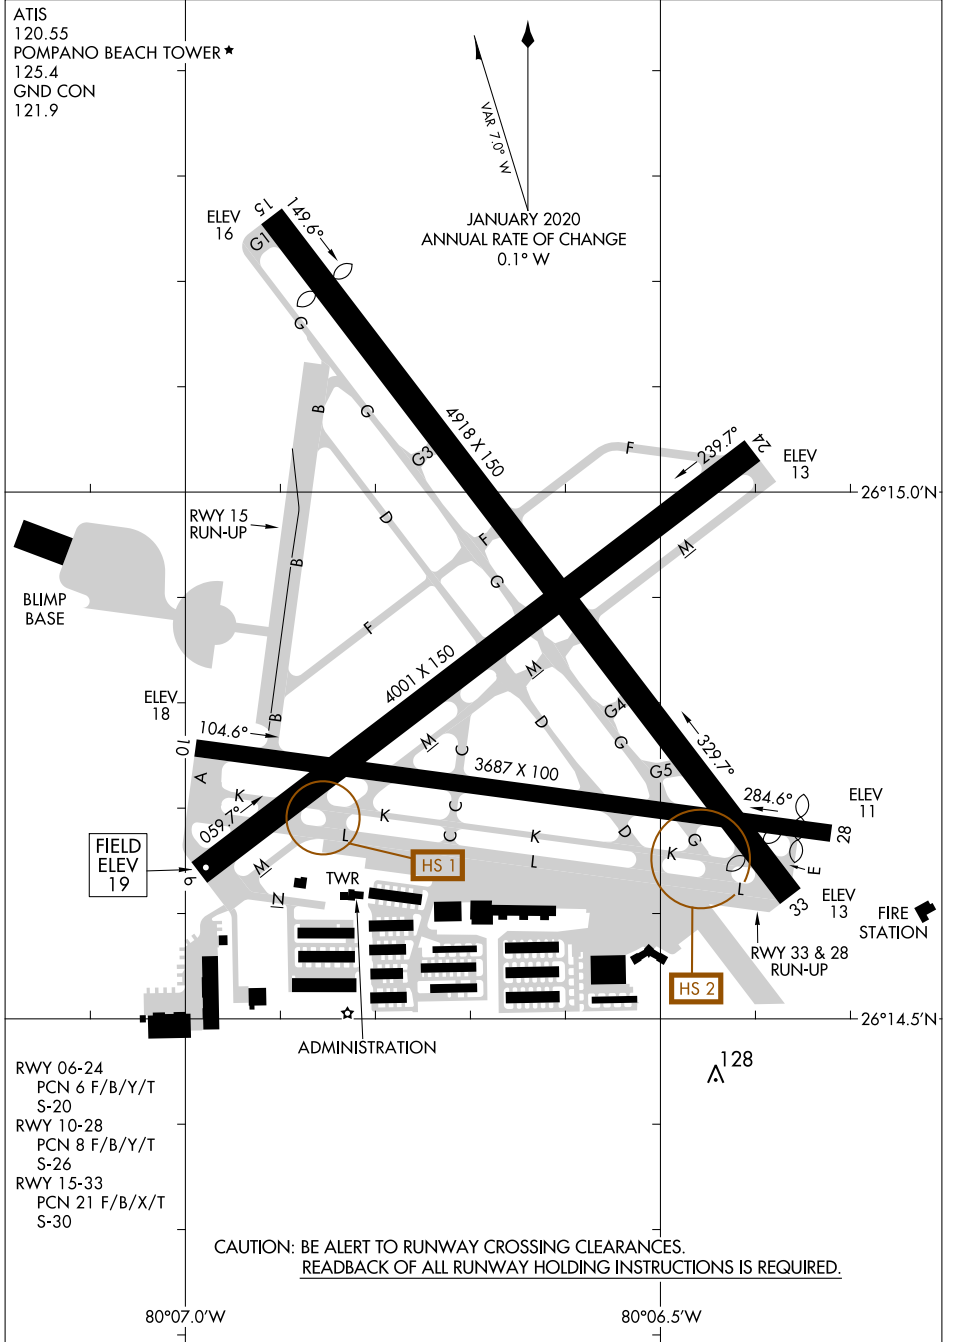 ATIS
120.55
POMPANO BEACH TOWER
125.4
GND CON
121.9
VAR 7.0° W
JANUARY 2020
ANNUAL RATE OF CHANGE
0.1° W
ELEV
16
15
149.6°
G1
G
B
G
G3
4918 X 150
F
239.7°
24
ELEV
13
26°15.0'N
RWY 15
RUN-UP
D
F
M
B
G
BLIMP
BASE
F
4001 X 150
M
ELEV
18
B
G4
D
104.6°
10
M
C
G
329.7°
3687 X 100
G5
A
K
284.6°
ELEV
11
28
059.7°
C
K
L
C
K
D
G
FIELD
ELEV
19
6
M
HS 1
L
K
E
L
TWR
N
33
ELEV
13
FIRE
STATION
RWY 33 & 28
RUN-UP
HS 2
26°14.5'N
ADMINISTRATION
128
RWY 06-24
PCN 6 F/B/Y/T
S-20
RWY 10-28
PCN 8 F/B/Y/T
S-26
RWY 15-33
PCN 21 F/B/X/T
S-30
CAUTION: BE ALERT TO RUNWAY CROSSING CLEARANCES.
READBACK OF ALL RUNWAY HOLDING INSTRUCTIONS IS REQUIRED.
80°07.0'W
80°06.5'W